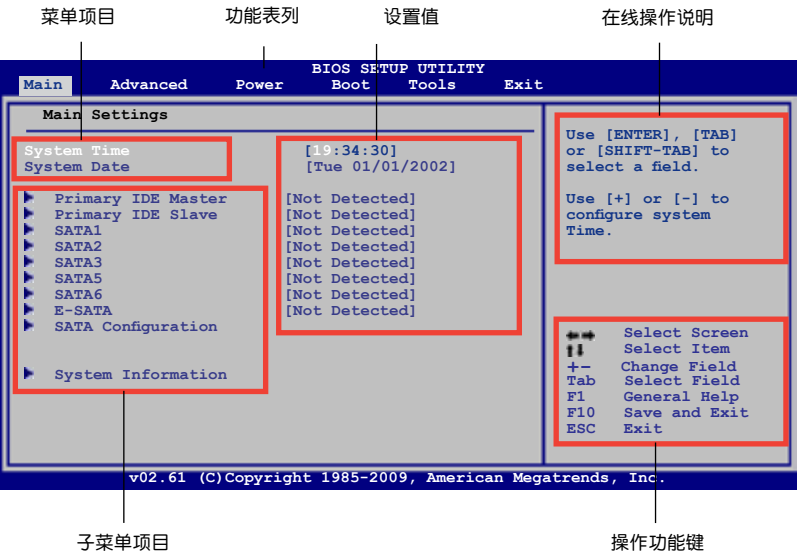 菜单项目 功能表列 设置值 在线操作说明
BIOS SETUP UTILITY
Main Advanced Power Boot Tools Exit
Main Settings
System Time [19:34:30]
System Date [Tue 01/01/2002]
Primary IDE Master [Not Detected]
Primary IDE Slave [Not Detected]
SATA1 [Not Detected]
SATA2 [Not Detected]
SATA3 [Not Detected]
SATA5 [Not Detected]
SATA6 [Not Detected]
E-SATA [Not Detected]
SATA Configuration
System Information
Use [ENTER], [TAB]
or [SHIFT-TAB] to
select a field.
Use [+] or [-] to
configure system
Time.
←→ Select Screen
↑↓ Select Item
+- Change Field
Tab Select Field
F1 General Help
F10 Save and Exit
ESC Exit
v02.61 (C)Copyright 1985-2009, American Megatrends, Inc.
子菜单项目 操作功能键